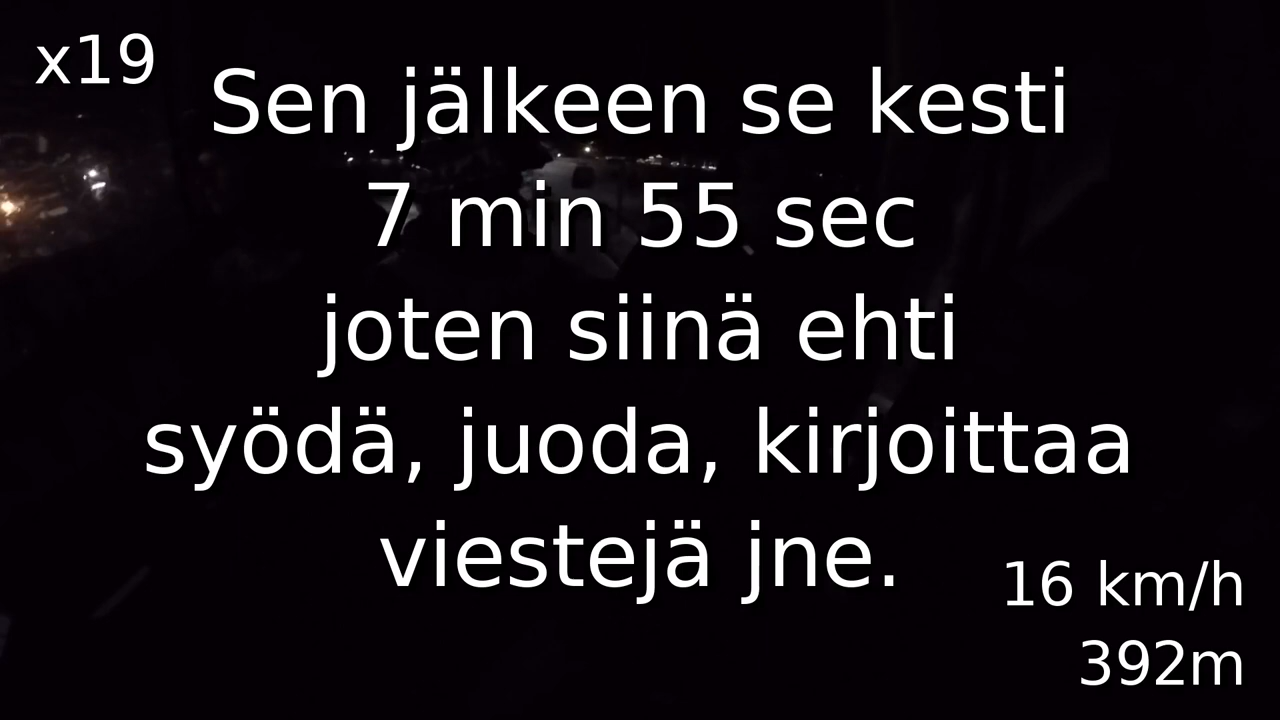 x19
Sen jälkeen se kesti
7 min 55 sec
joten siinä ehti
syödä, juoda, kirjoittaa
viestejä jne.
16 km/h
392m